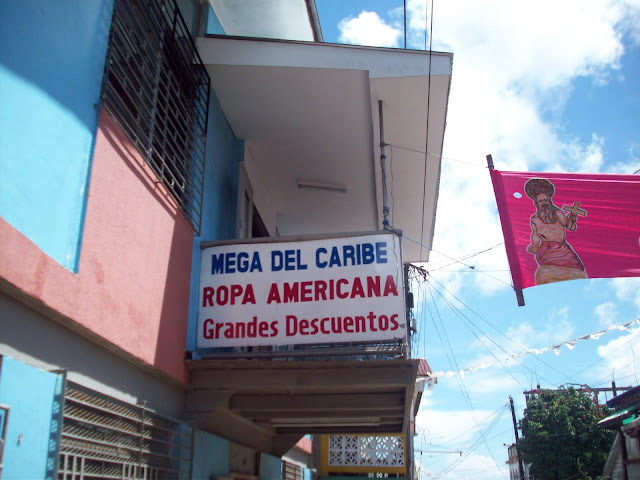 MEGA DEL CARIBE
ROPA AMERICANA
Grandes Descuentos